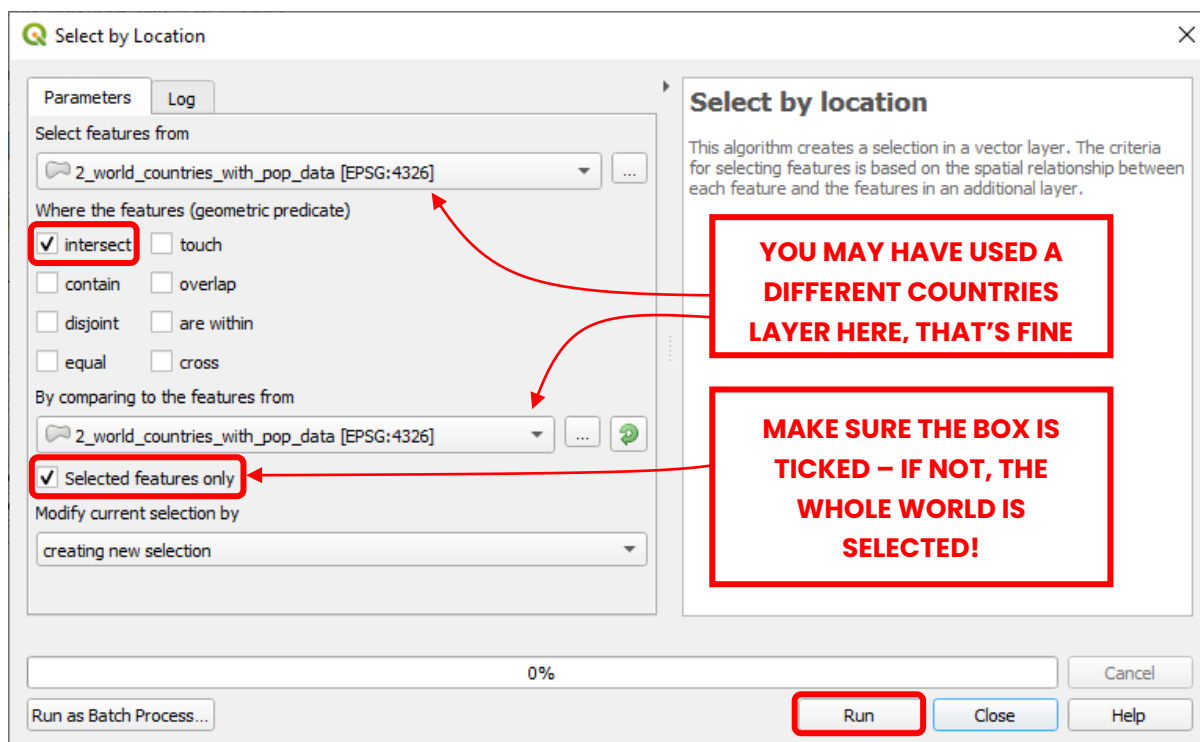 Select by Location
Parameters
Log
Select features from
2_world_countries_with_pop_data [EPSG:4326]
...
Where the features (geometric predicate)
intersect
touch
contain
overlap
disjoint
are within
equal
cross
By comparing to the features from
2_world_countries_with_pop_data [EPSG:4326]
...
Selected features only
Modify current selection by
creating new selection
Select by location
This algorithm creates a selection in a vector layer. The criteria
for selecting features is based on the spatial relationship between
each feature and the features in an additional layer.
YOU MAY HAVE USED A
DIFFERENT COUNTRIES
LAYER HERE, THAT'S FINE
MAKE SURE THE BOX IS
TICKED – IF NOT, THE
WHOLE WORLD IS
SELECTED!
0%
Cancel
Run as Batch Process...
Run
Close
Help